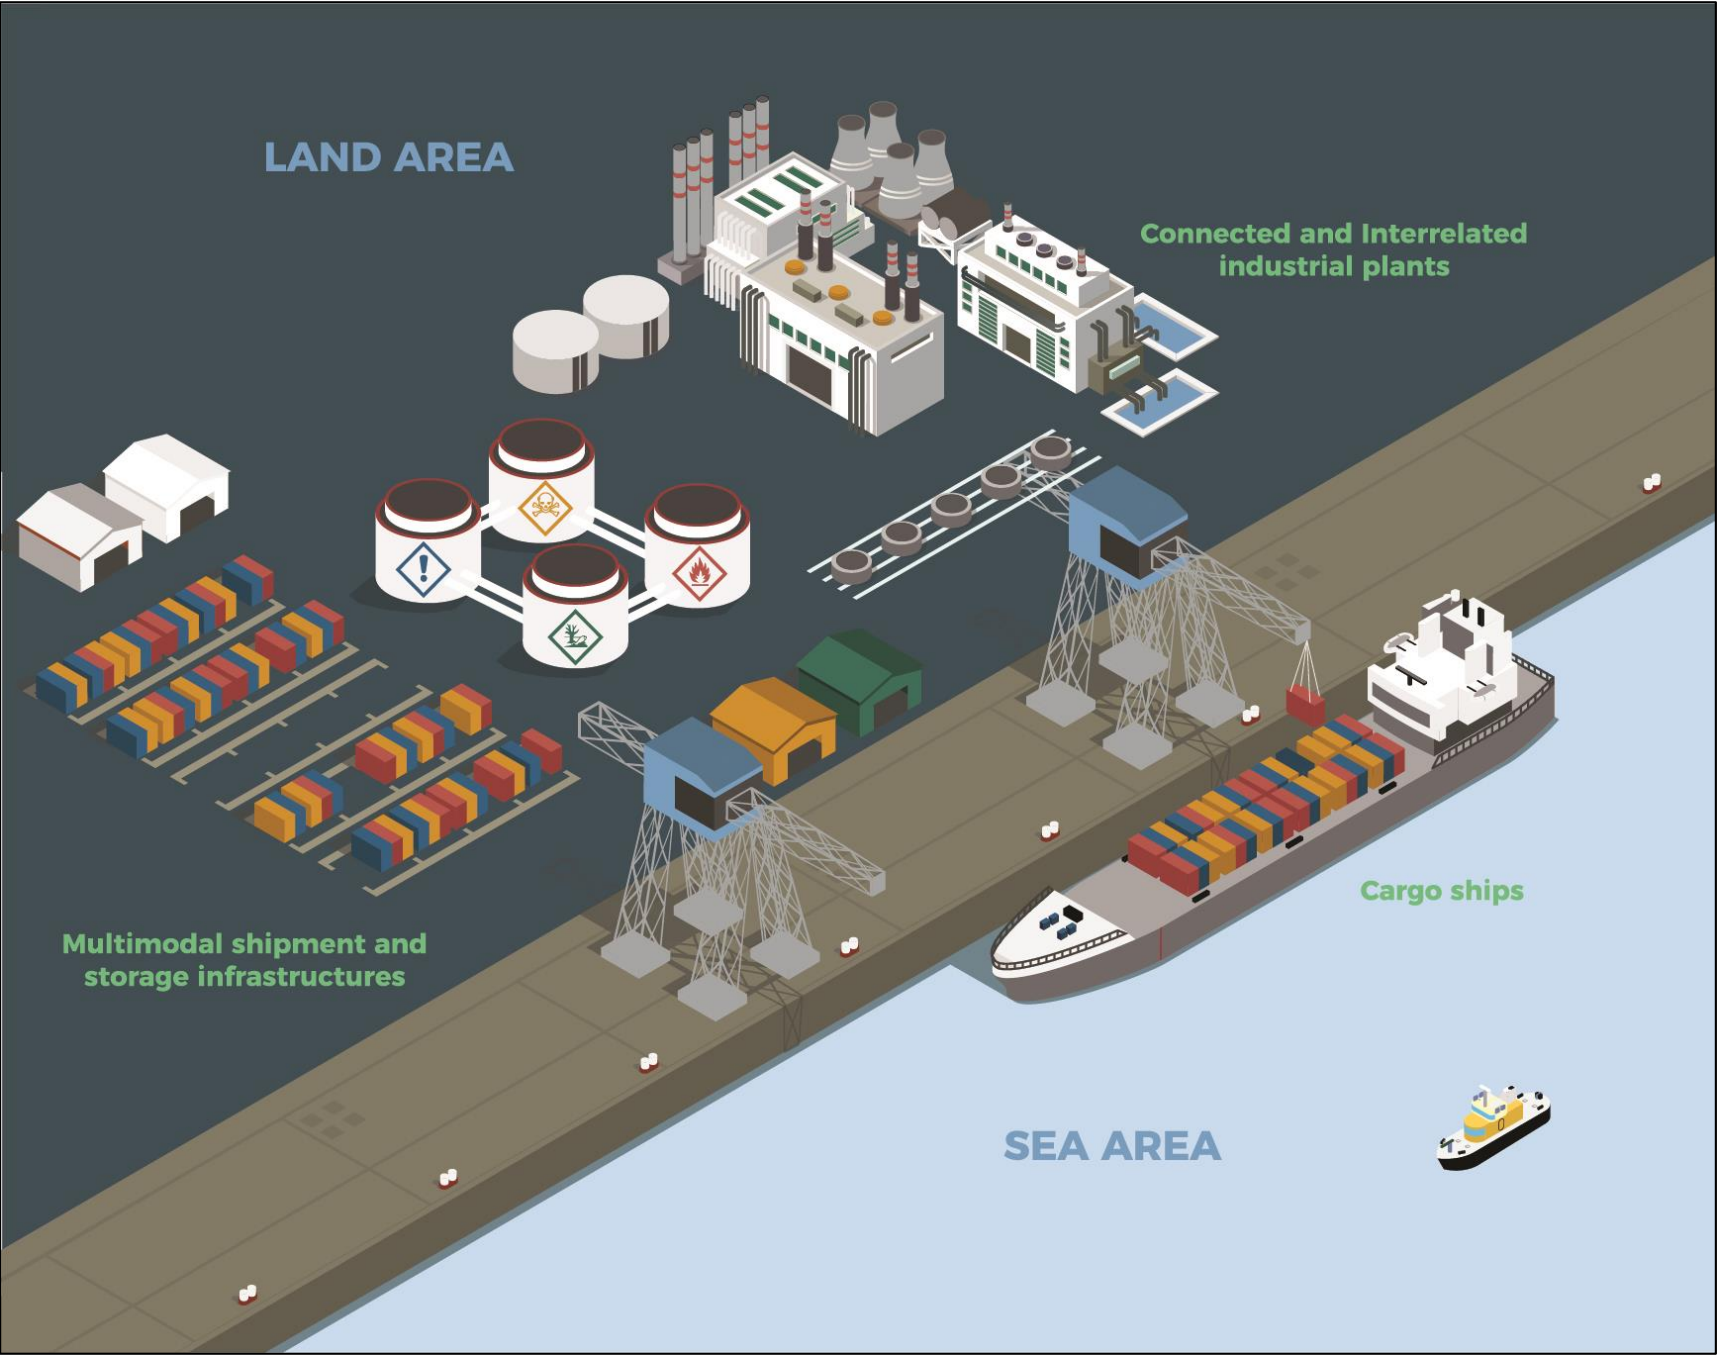 LAND AREA
Connected and Interrelated
industrial plants
Cargo ships
Multimodal shipment and
storage infrastructures
SEA AREA